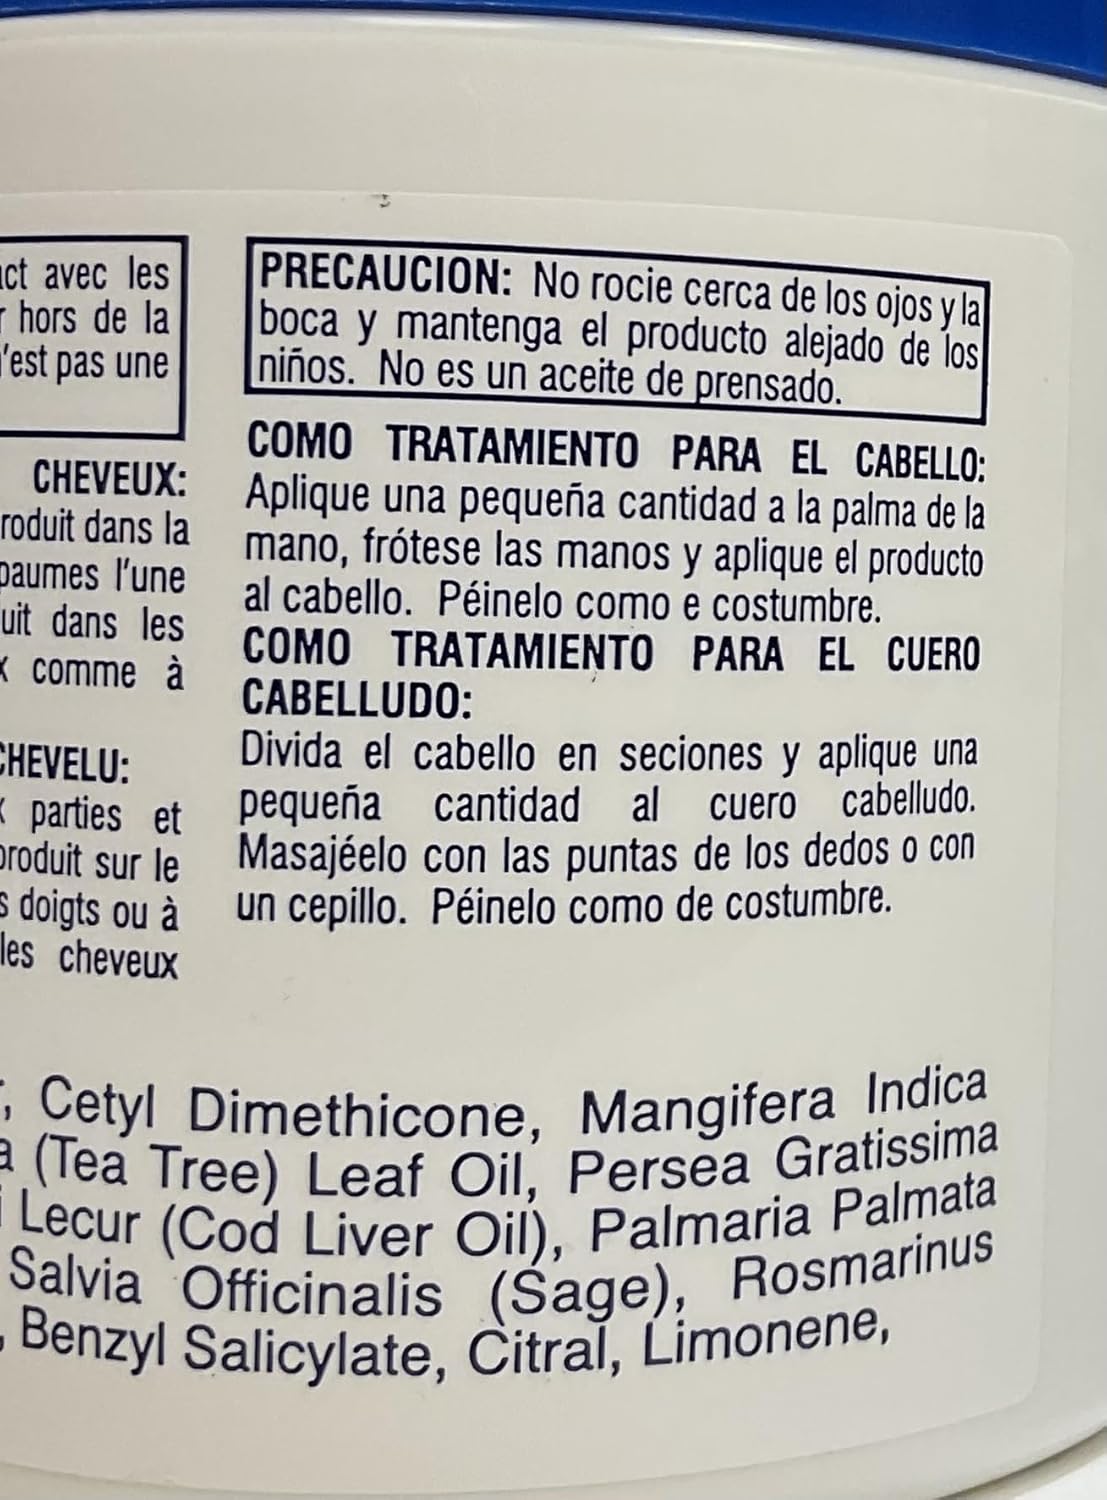 avec les
hors de la
n'est pas une
CHEVEUX:
produit dans la
paumes l'une
dans les
comme à
CHEVELU:
parties et
produit sur le
doigts ou à
les cheveux
PRECAUCION: No rocie cerca de los ojos y la
boca y mantenga el producto alejado de los
niños. No es un aceite de prensado.
COMO TRATAMIENTO PARA EL CABELLO:
Aplique una pequeña cantidad a la palma de la
mano, frótese las manos y aplique el producto
al cabello. Péinelo como e costumbre.
COMO TRATAMIENTO PARA EL CUERO
CABELLUDO:
Divida el cabello en seciones y aplique una
pequeña cantidad al cuero cabelludo.
Masajéelo con las puntas de los dedos o con
un cepillo. Péinelo como de costumbre.
, Cetyl Dimethicone, Mangifera Indica
(Tea Tree) Leaf Oil, Persea Gratissima
Lecur (Cod Liver Oil), Palmaria Palmata
Salvia Officinalis (Sage), Rosmarinus
, Benzyl Salicylate, Citral, Limonene,